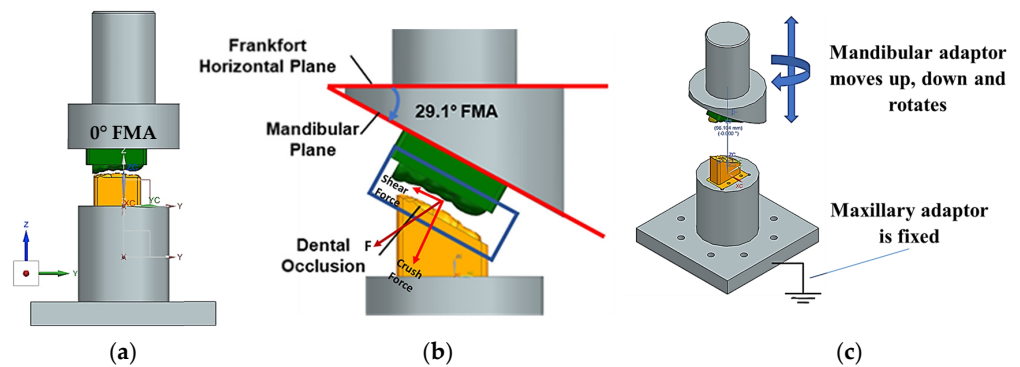 0° FMA
Z
XC
YC
Y
Y
Z
Y
(a)
Frankfort
Horizontal Plane
29.1° FMA
Mandibular
Plane
Shear
Force
Dental
Occlusion
F
Crush
Force
(b)
Mandibular adaptor
moves up, down and
rotates
XC
Maxillary adaptor
is fixed
(c)